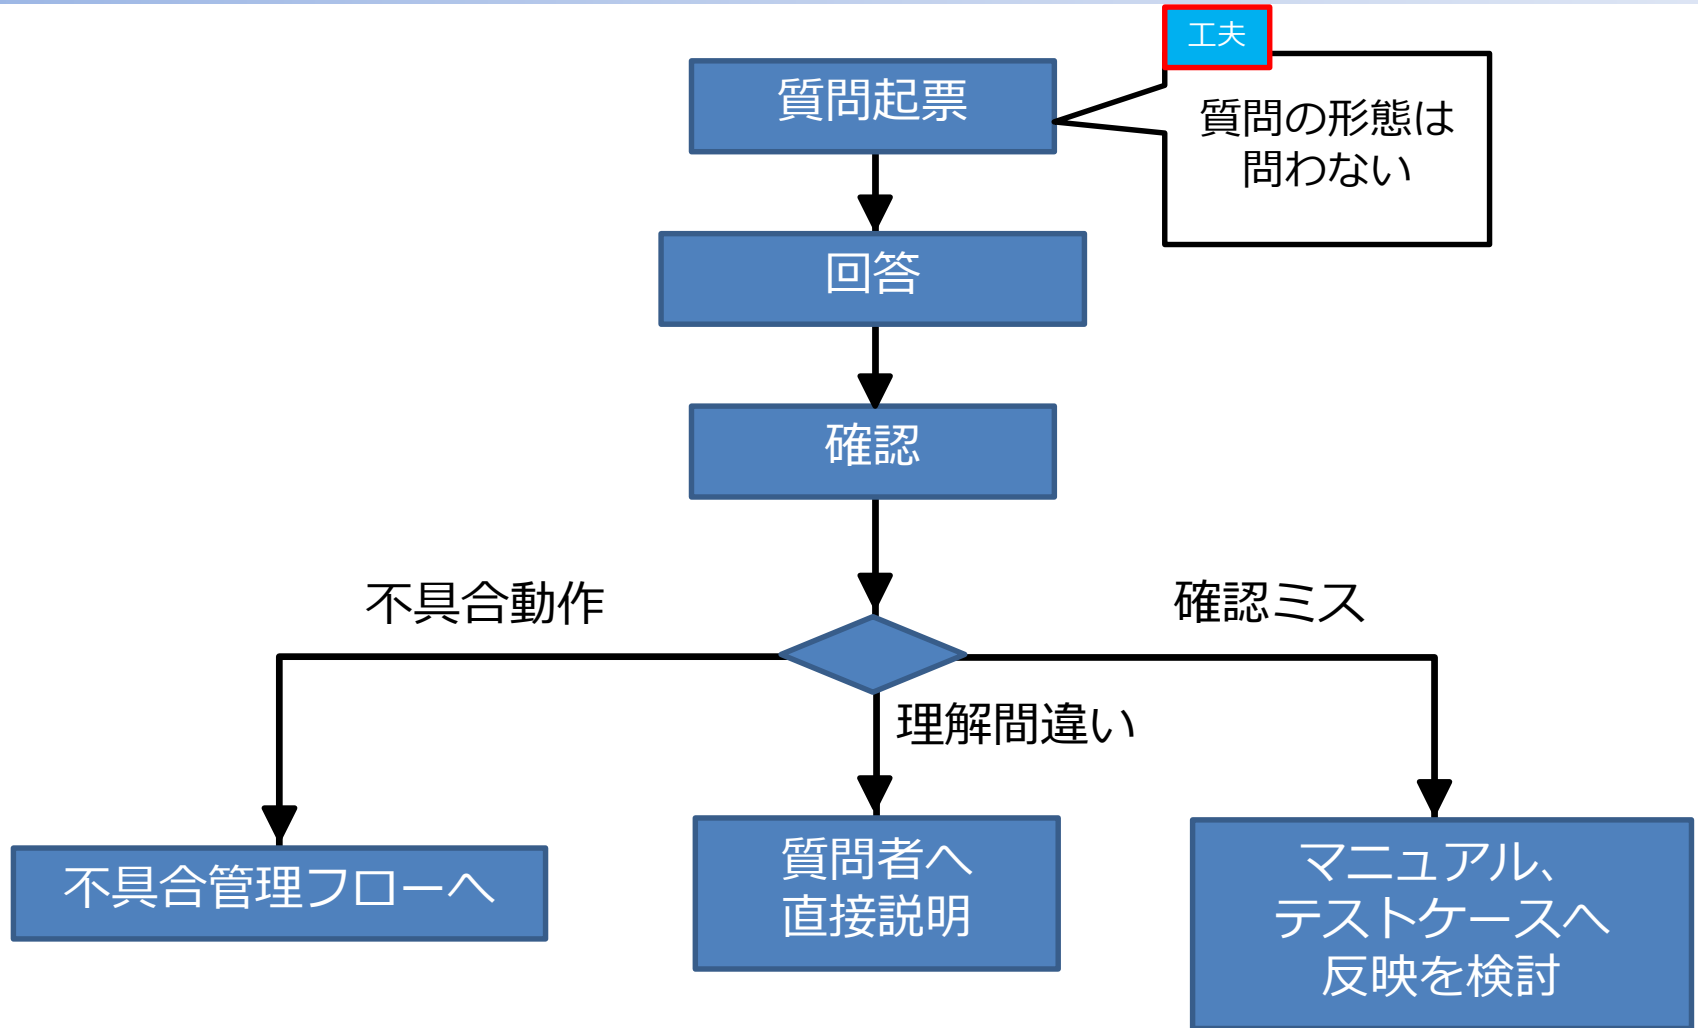 工夫
質問起票
質問の形態は
問わない
回答
確認
不具合動作
確認ミス
理解間違い
不具合管理フローへ
質問者へ
直接説明
マニュアル、
テストケースへ
反映を検討